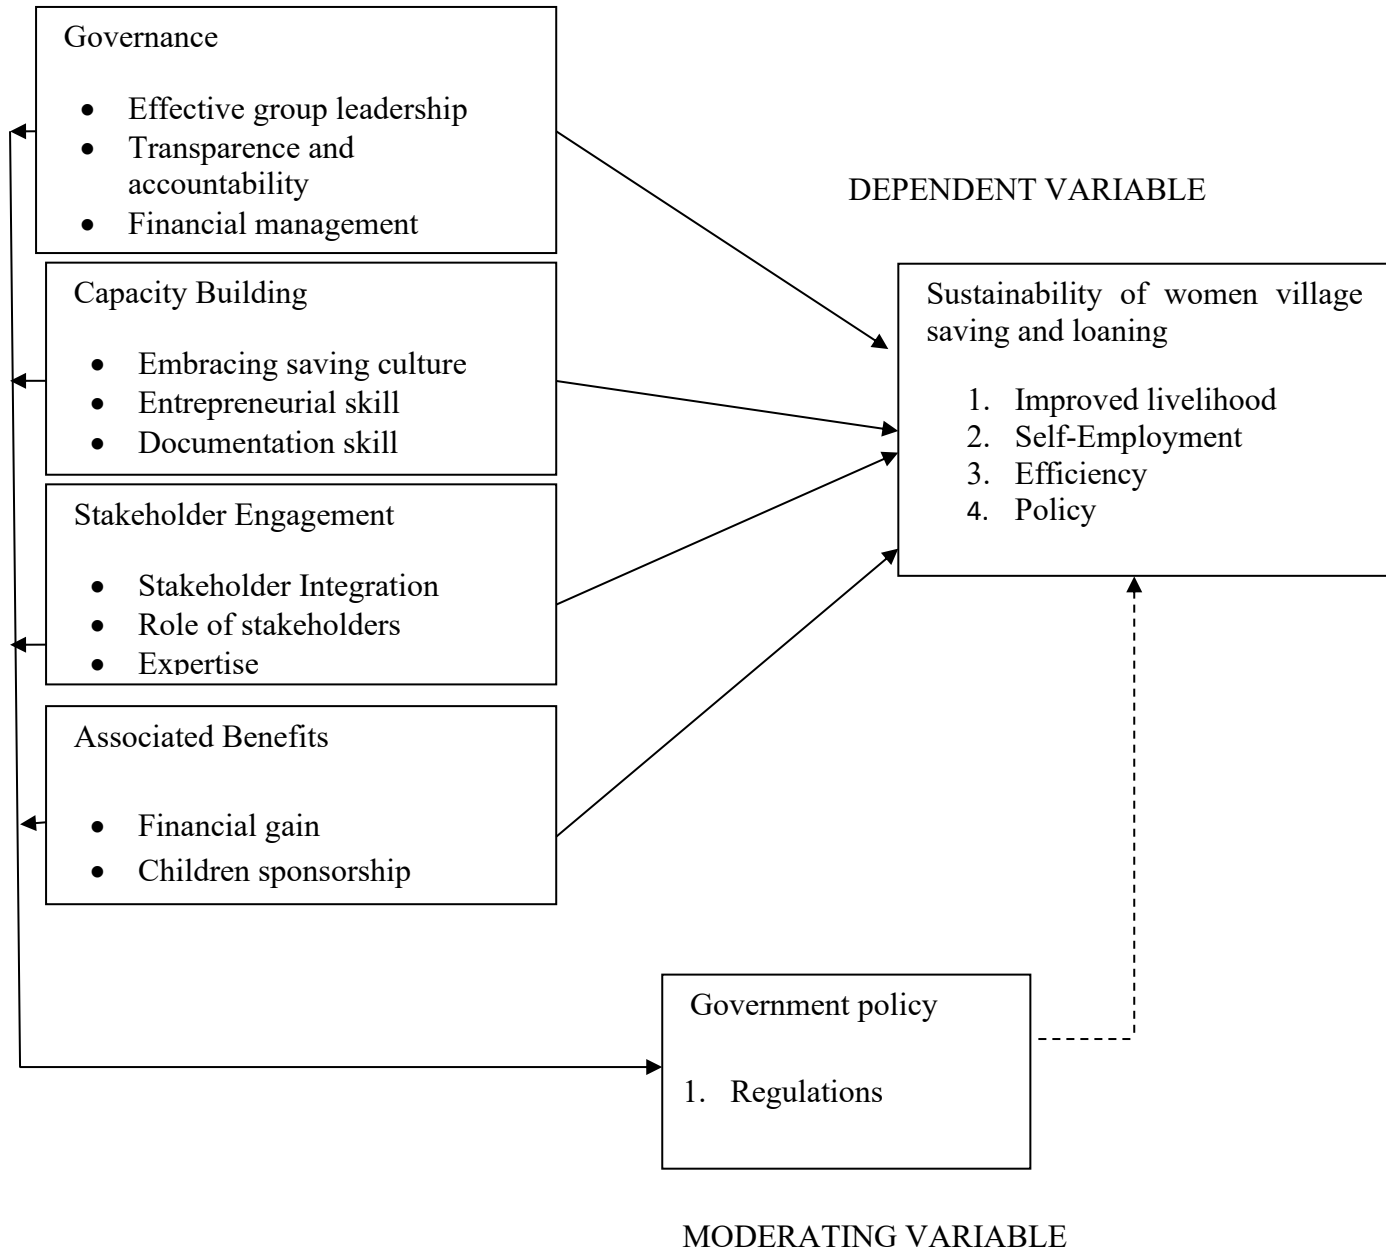 Governance
• Effective group leadership
• Transparence and
accountability
• Financial management
DEPENDENT VARIABLE
Capacity Building
• Embracing saving culture
• Entrepreneurial skill
• Documentation skill
Sustainability of women village
saving and loaning
1. Improved livelihood
2. Self-Employment
3. Efficiency
4. Policy
Stakeholder Engagement
• Stakeholder Integration
• Role of stakeholders
• Expertise
Associated Benefits
• Financial gain
• Children sponsorship
Government policy
1. Regulations
MODERATING VARIABLE